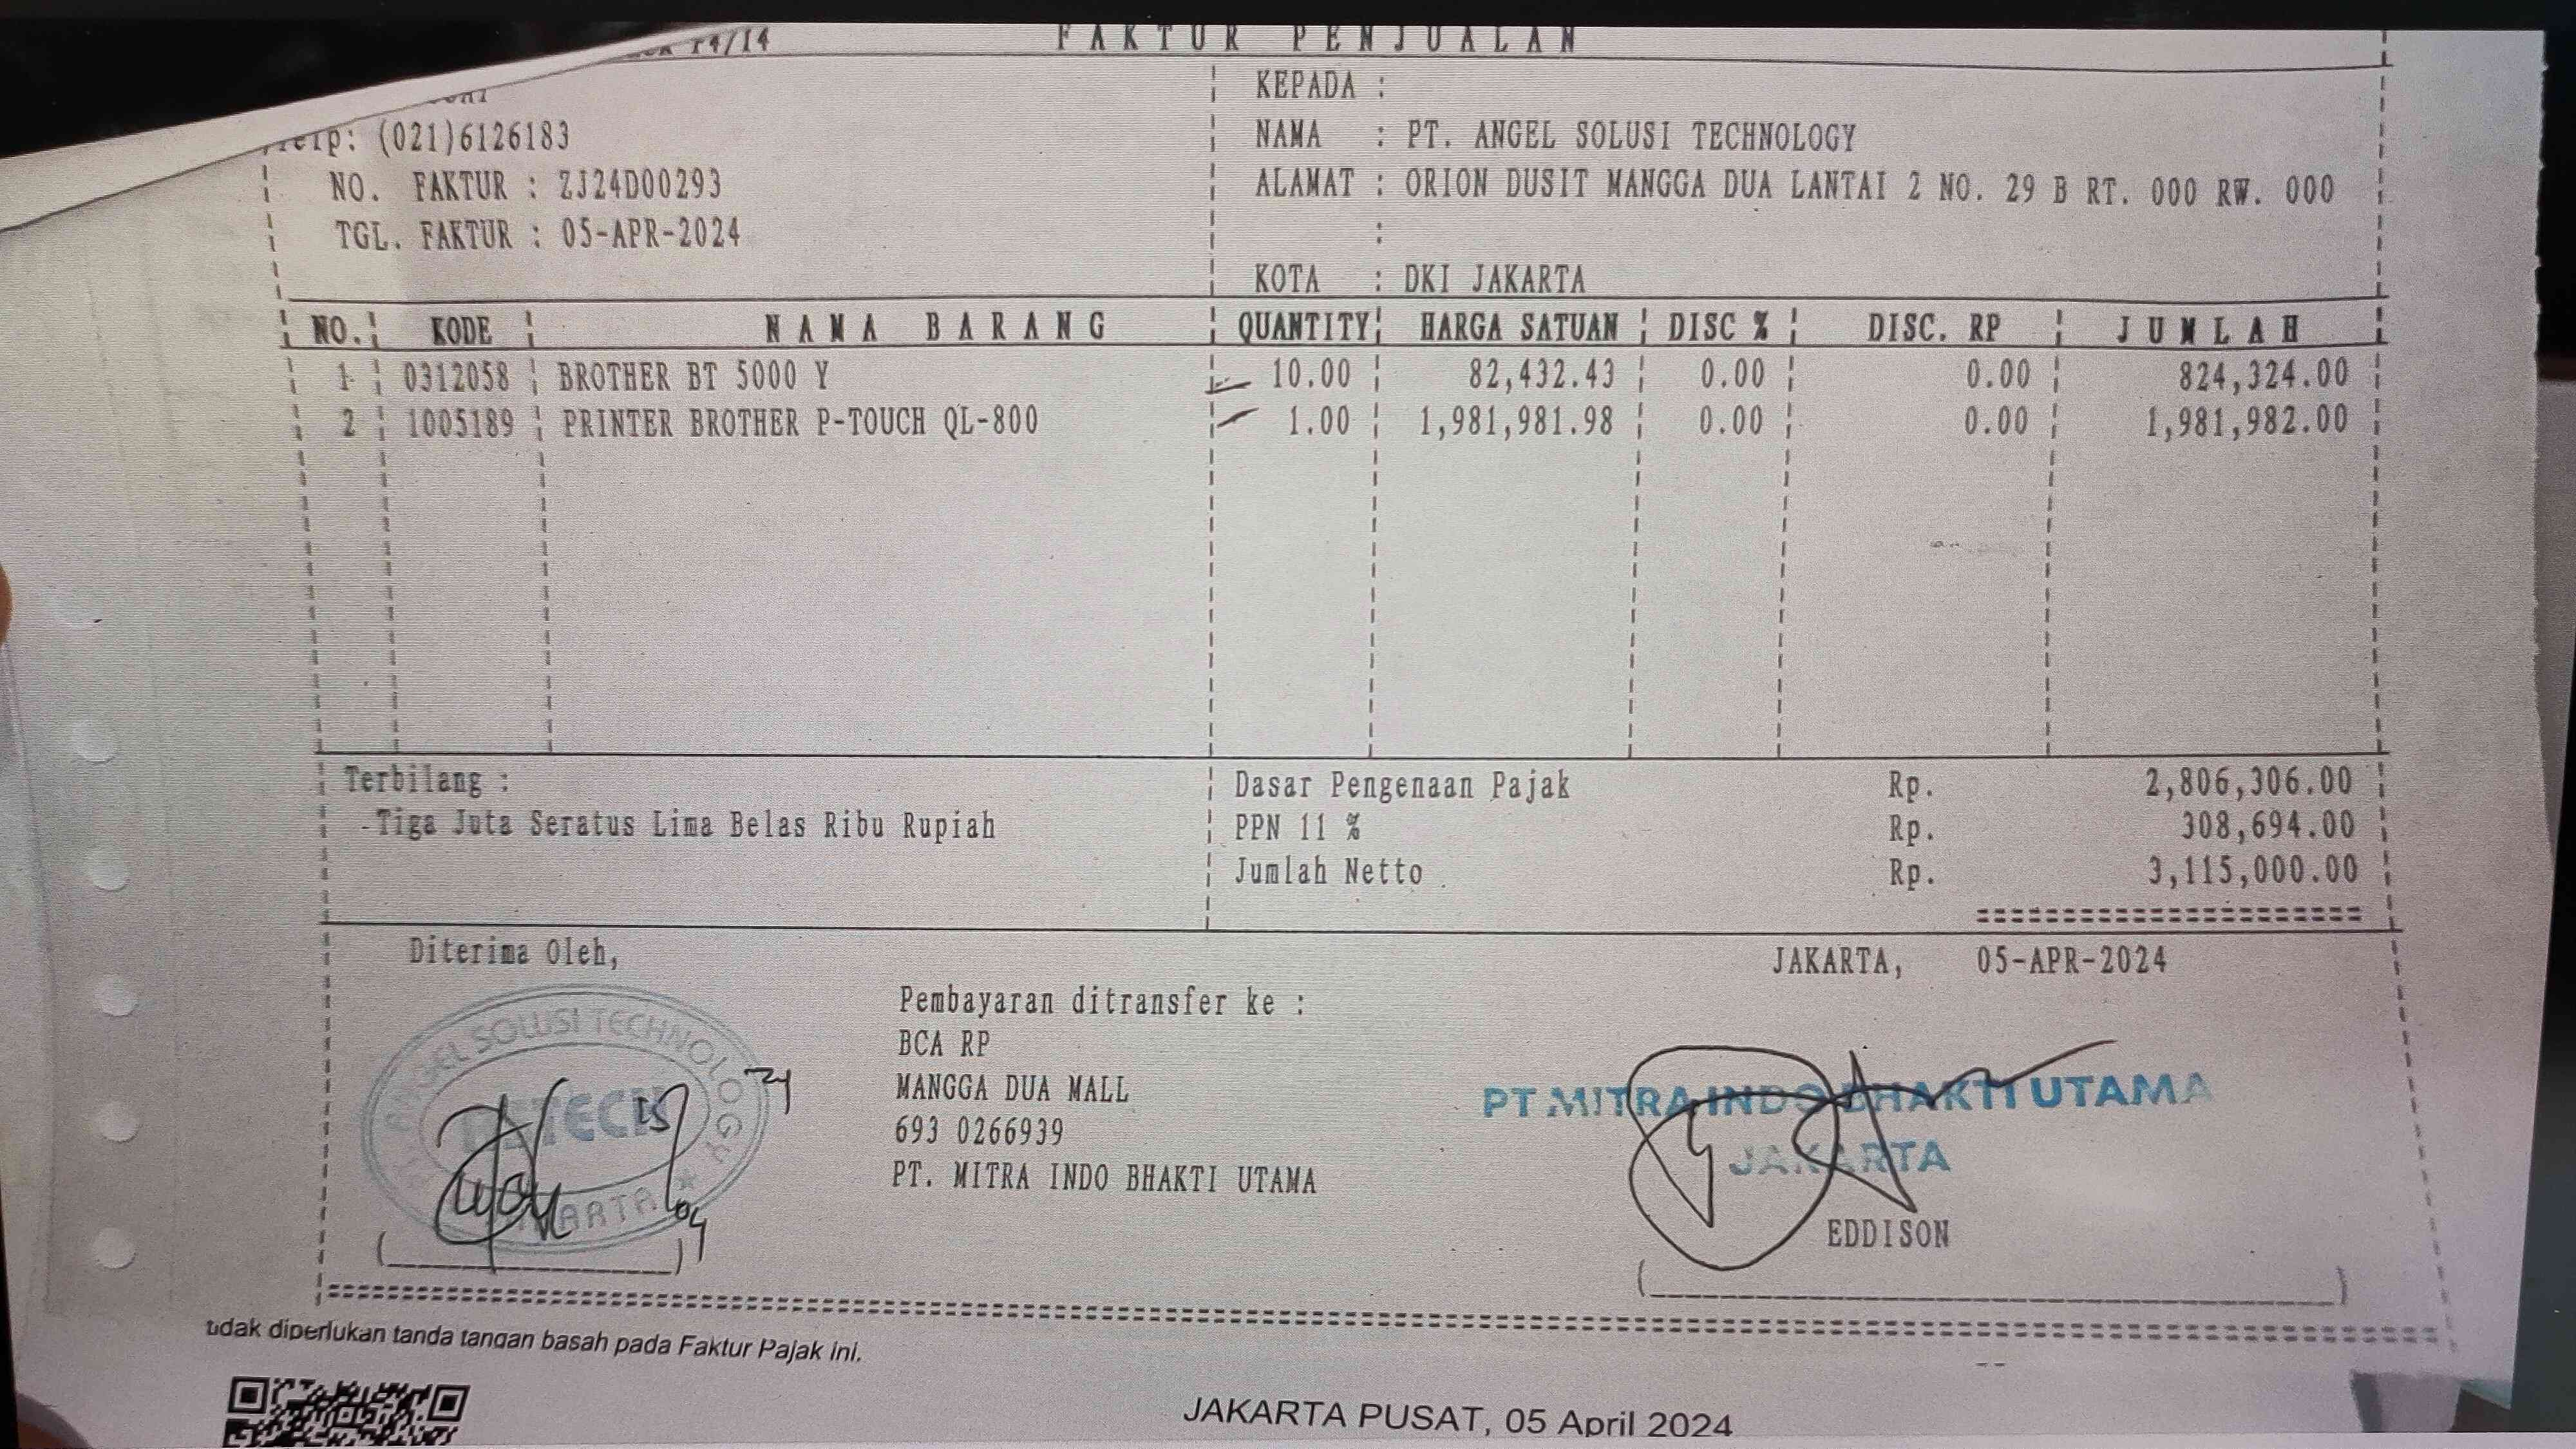 14/14 FAKTUR PENJUALAN
KEPADA :
Telp: (021)6126183 NAMA : PT. ANGEL SOLUSI TECHNOLOGY
NO. FAKTUR : ZJ24D00293 ALAMAT : ORION DUSIT MANGGA DUA LANTAI 2 NO. 29 B RT. 000 RW. 000
TGL. FAKTUR : 05-APR-2024 :
KOTA : DKI JAKARTA
NO. KODE NAMA BARANG QUANTITY HARGA SATUAN DISC % DISC. RP JUMLAH
1 0312058 BROTHER BT 5000 Y 10.00 82,432.43 0.00 0.00 824,324.00
2 1005189 PRINTER BROTHER P-TOUCH QL-800 1.00 1,981,981.98 0.00 0.00 1,981,982.00
Terbilang : Dasar Pengenaan Pajak Rp. 2,806,306.00
-Tiga Juta Seratus Lima Belas Ribu Rupiah PPN 11 % Rp. 308,694.00
Jumlah Netto Rp. 3,115,000.00
Diterima Oleh, JAKARTA, 05-APR-2024
Pembayaran ditransfer ke :
BCA RP
MANGGA DUA MALL
693 0266939
PT. MITRA INDO BHAKTI UTAMA
ANGEL SOLUSI TECHNOLOGY
JAKARTA
PT MITRA INDO BHAKTI UTAMA
JAKARTA
EDDISON
tidak diperlukan tanda tangan basah pada Faktur Pajak ini.
JAKARTA PUSAT, 05 April 2024